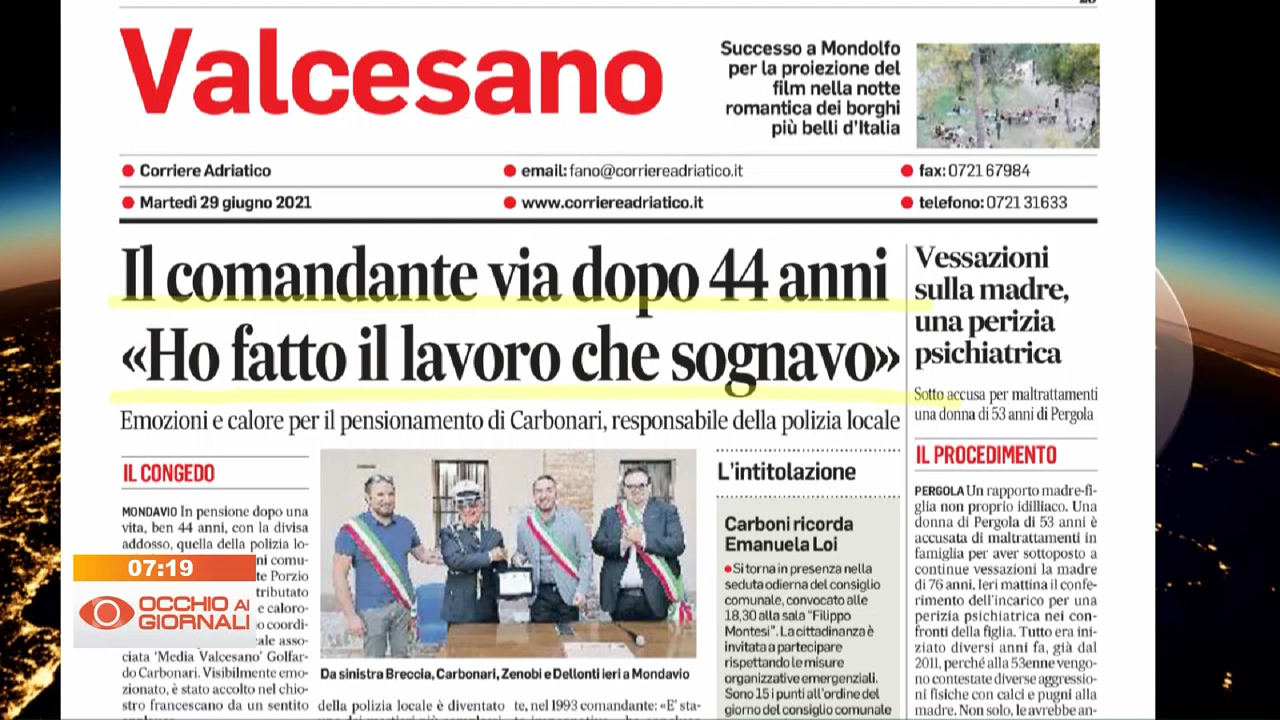 Valcesano
Successo a Mondolfo
per la proiezione del
film nella notte
romantica dei borghi
più belli d'Italia
Corriere Adriatico
email: fano@corriereadriatico.it
fax: 0721 67984
Martedì 29 giugno 2021
www.corriereadriatico.it
telefono: 0721 31633
Il comandante via dopo 44 anni
«Ho fatto il lavoro che sognavo»
Emozioni e calore per il pensionamento di Carbonari, responsabile della polizia locale
IL CONGEDO
MONDAVIO In pensione dopo una
vita, ben 44 anni, con la divisa
addosso, quella della polizia lo-
ni comu-
te Porzio
tributato
e caloro-
o coordi-
cale asso-
ciata 'Media Valcesano' Golfar-
do Carbonari. Visibilmente emo-
zionato, è stato accolto nel chio-
stro francescano da un sentito
07:19
OCCHIO AI
GIORNALI
Da sinistra Breccia, Carbonari, Zenobi e Dellonti ieri a Mondavio
della polizia locale è diventato
te, nel 1993 comandante: «E' sta-
L'intitolazione
Carboni ricorda
Emanuela Loi
Si torna in presenza nella
seduta odierna del consiglio
comunale, convocato alle
18,30 alla sala "Filippo
Montesi". La cittadinanza è
invitata a partecipare
rispettando le misure
organizzative emergenziali.
Sono 15 i punti all'ordine del
giorno del consiglio comunale
Vessazioni
sulla madre,
una perizia
psichiatrica
Sotto accusa per maltrattamenti
una donna di 53 anni di Pergola
IL PROCEDIMENTO
PERGOLA Un rapporto madre-fi-
glia non proprio idilliaco. Una
donna di Pergola di 53 anni è
accusata di maltrattamenti in
famiglia per aver sottoposto a
continue vessazioni la madre
di 76 anni. Ieri mattina il confe-
rimento dell'incarico per una
perizia psichiatrica nei con-
fronti della figlia. Tutto era ini-
ziato diversi anni fa, già dal
2011, perché alla 53enne vengo-
no contestate diverse aggressio-
ni fisiche con calci e pugni alla
madre. Non solo, le avrebbe an-